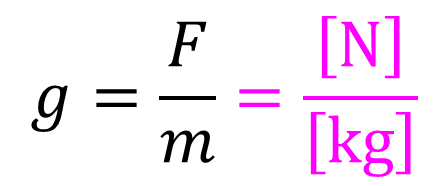 g = F/m = [N]/[kg]